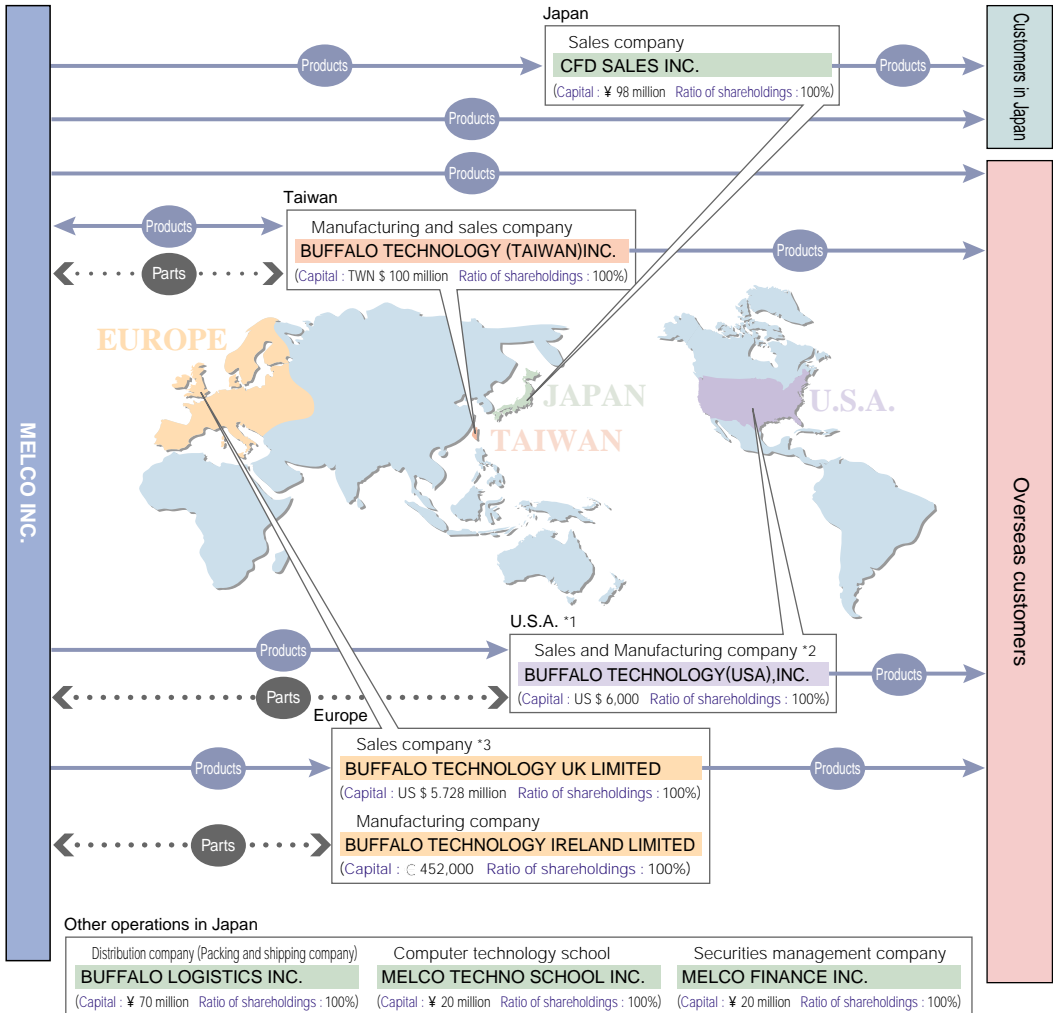 Japan
Sales company
CFD SALES INC.
(Capital : ¥ 98 million Ratio of shareholdings : 100%)
Products
Products
Customers in Japan
Products
Products
Taiwan
Manufacturing and sales company
BUFFALO TECHNOLOGY (TAIWAN)INC.
(Capital : TWN $ 100 million Ratio of shareholdings : 100%)
Products
Products
Parts
EUROPE
JAPAN
TAIWAN
U.S.A.
MELCO INC.
Overseas customers
U.S.A. *1
Sales and Manufacturing company *2
BUFFALO TECHNOLOGY(USA),INC.
(Capital : US $ 6,000 Ratio of shareholdings : 100%)
Products
Products
Parts
Europe
Sales company *3
BUFFALO TECHNOLOGY UK LIMITED
(Capital : US $ 5.728 million Ratio of shareholdings : 100%)
Products
Products
Manufacturing company
BUFFALO TECHNOLOGY IRELAND LIMITED
(Capital : 452,000 Ratio of shareholdings : 100%)
Parts
Other operations in Japan
Distribution company (Packing and shipping company)
BUFFALO LOGISTICS INC.
(Capital : ¥ 70 million Ratio of shareholdings : 100%)
Computer technology school
MELCO TECHNO SCHOOL INC.
(Capital : ¥ 20 million Ratio of shareholdings : 100%)
Securities management company
MELCO FINANCE INC.
(Capital : ¥ 20 million Ratio of shareholdings : 100%)